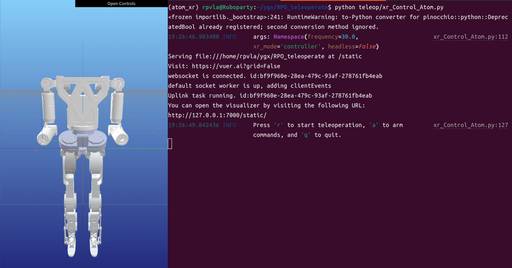 Open Controls
(atom_xr) rpvla@Roboparty:~/ygx/RPO_teleoperate$ python teleop/xr_Control_Atom.py
<frozen importlib._bootstrap>:241: RuntimeWarning: to-Python converter for pinocchio::python::Deprec
atedBool already registered; second conversion method ignored.
INFO args: Namespace(frequency=30.0, xr_Control_Atom.py:112
xr_mode='controller', headless=False)
Serving file:///home/rpvla/ygx/RPO_teleoperate at /static
Visit: https://vuer.ai?grid=False
websocket is connected. id:bf9f960e-28ea-479c-93af-278761fb4eab
default socket worker is up, adding clientEvents
Uplink task running. id:bf9f960e-28ea-479c-93af-278761fb4eab
You can open the visualizer by visiting the following URL:
http://127.0.0.1:7000/static/
INFO Press 'r' to start teleoperation, 'a' to arm xr_Control_Atom.py:127
commands, and 'q' to quit.